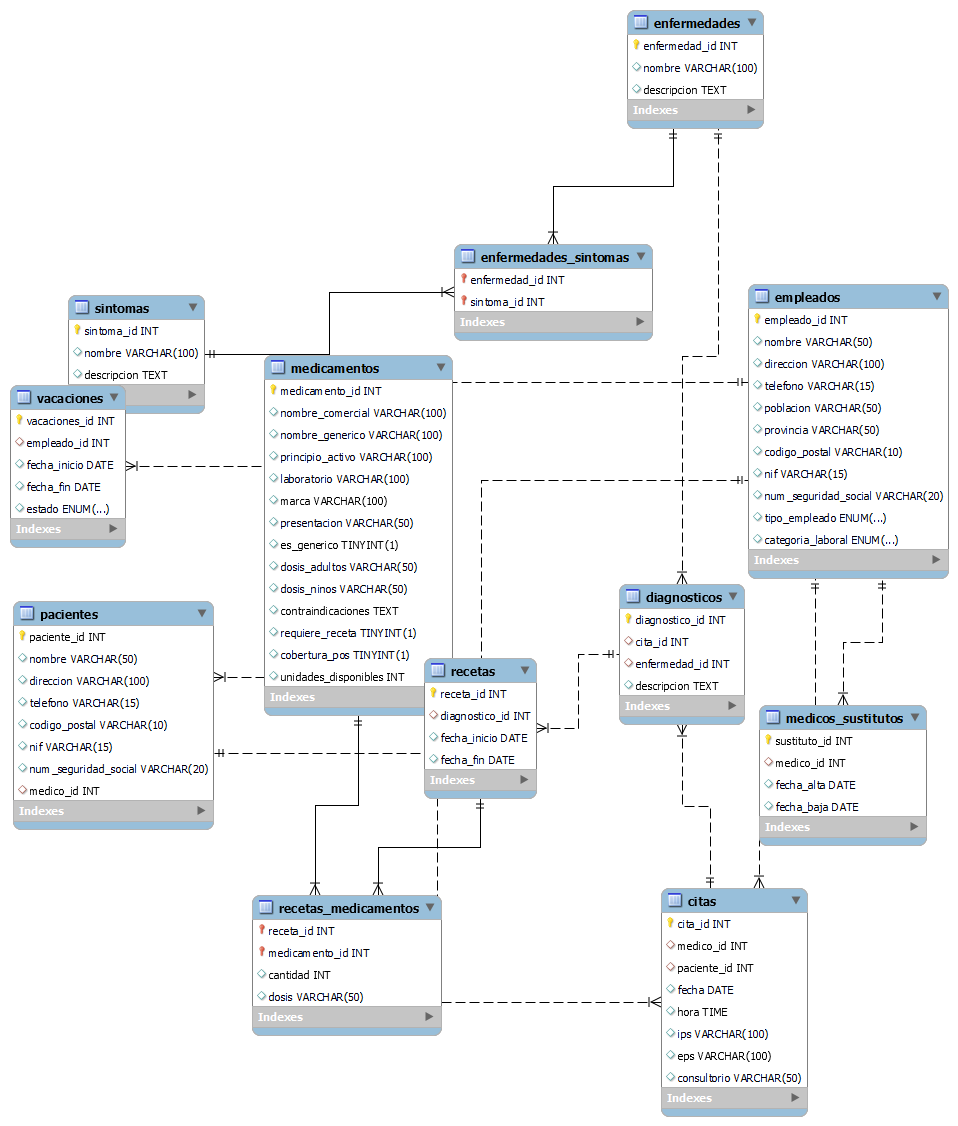 enfermedades
enfermedad_id INT
nombre VARCHAR(100)
descripcion TEXT
Indexes
enfermedades_sintomas
enfermedad_id INT
sintoma_id INT
Indexes
sintomas
sintoma_id INT
nombre VARCHAR(100)
descripcion TEXT
vacaciones
vacaciones_id INT
empleado_id INT
fecha_inicio DATE
fecha_fin DATE
estado ENUM(...)
Indexes
medicamentos
medicamento_id INT
nombre_comercial VARCHAR(100)
nombre_generico VARCHAR(100)
principio_activo VARCHAR(100)
laboratorio VARCHAR(100)
marca VARCHAR(100)
presentacion VARCHAR(50)
es_generico TINYINT(1)
dosis_adultos VARCHAR(50)
dosis_ninos VARCHAR(50)
contraindicaciones TEXT
requiere_receta TINYINT(1)
cobertura_pos TINYINT(1)
unidades_disponibles INT
Indexes
empleados
empleado_id INT
nombre VARCHAR(50)
direccion VARCHAR(100)
telefono VARCHAR(15)
poblacion VARCHAR(50)
provincia VARCHAR(50)
codigo_postal VARCHAR(10)
nif VARCHAR(15)
num_seguridad_social VARCHAR(20)
tipo_empleado ENUM(...)
categoria_laboral ENUM(...)
Indexes
pacientes
paciente_id INT
nombre VARCHAR(50)
direccion VARCHAR(100)
telefono VARCHAR(15)
codigo_postal VARCHAR(10)
nif VARCHAR(15)
num_seguridad_social VARCHAR(20)
medico_id INT
Indexes
recetas
receta_id INT
diagnostico_id INT
fecha_inicio DATE
fecha_fin DATE
Indexes
diagnosticos
diagnostico_id INT
cita_id INT
enfermedad_id INT
descripcion TEXT
Indexes
medicos_sustitutos
sustituto_id INT
medico_id INT
fecha_alta DATE
fecha_baja DATE
Indexes
recetas_medicamentos
receta_id INT
medicamento_id INT
cantidad INT
dosis VARCHAR(50)
Indexes
citas
cita_id INT
medico_id INT
paciente_id INT
fecha DATE
hora TIME
ips VARCHAR(100)
eps VARCHAR(100)
consultorio VARCHAR(50)
Indexes